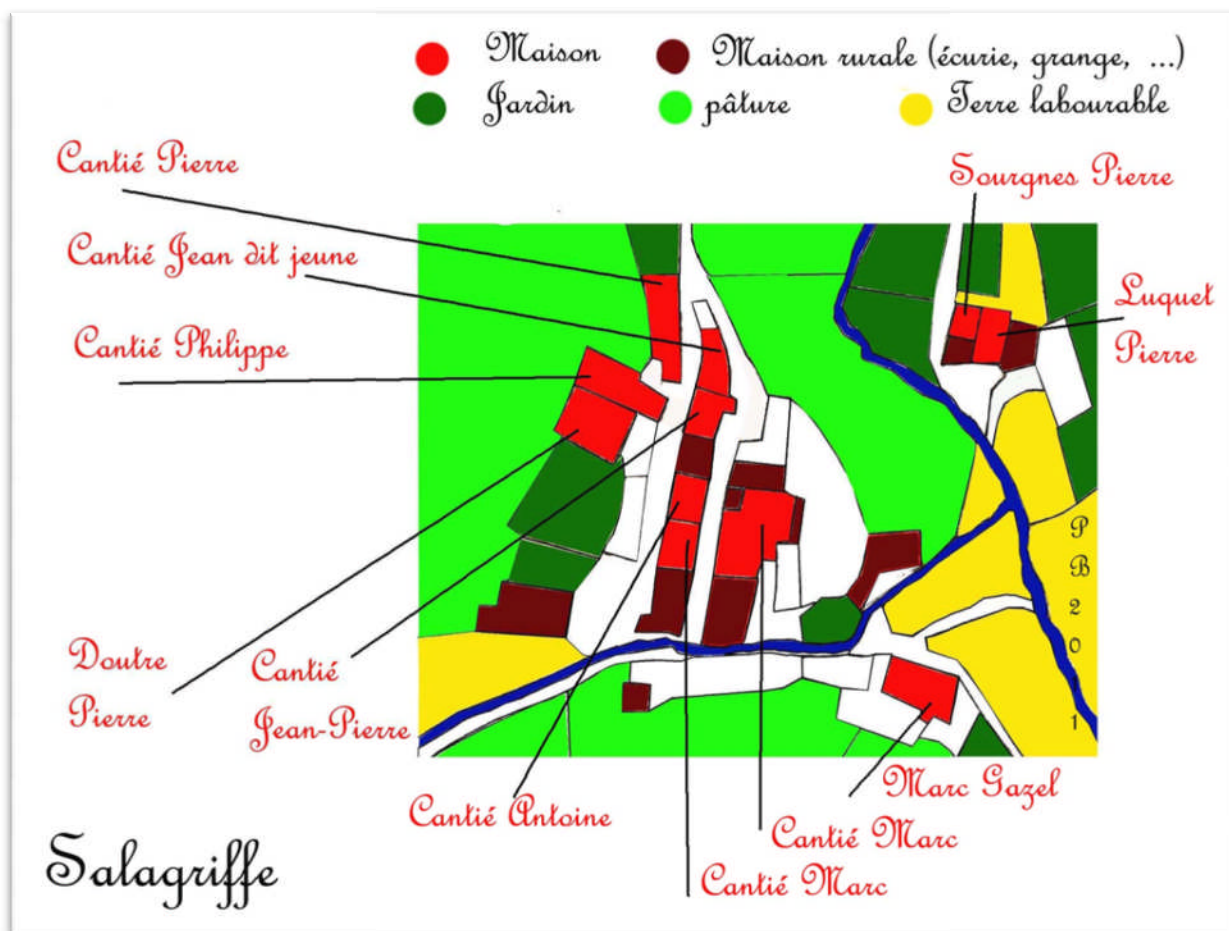 Maison
Maison rurale (écurie, grange, ...)
Jardin
pâture
Terre labourable
Cantié Pierre
Sourgnes Pierre
Cantié Jean dit jeune
Luquet
Pierre
Cantié Philippe
P
B
2
0
1
Doutre
Pierre
Cantié
Jean-Pierre
Cantié Antoine
Marc Gazel
Cantié Marc
Cantié Marc
Salagriffe